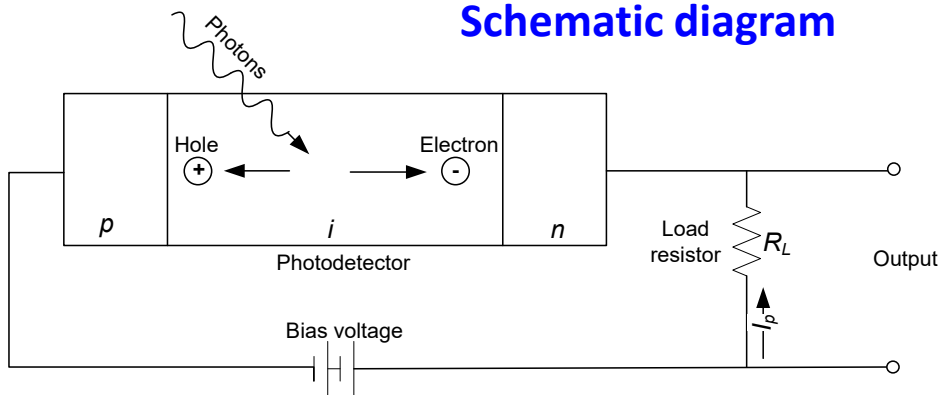 Schematic diagram
Photons
Hole
Electron
+
-
p
i
n
Photodetector
Load
resistor
R_L
Output
I_p
Bias voltage